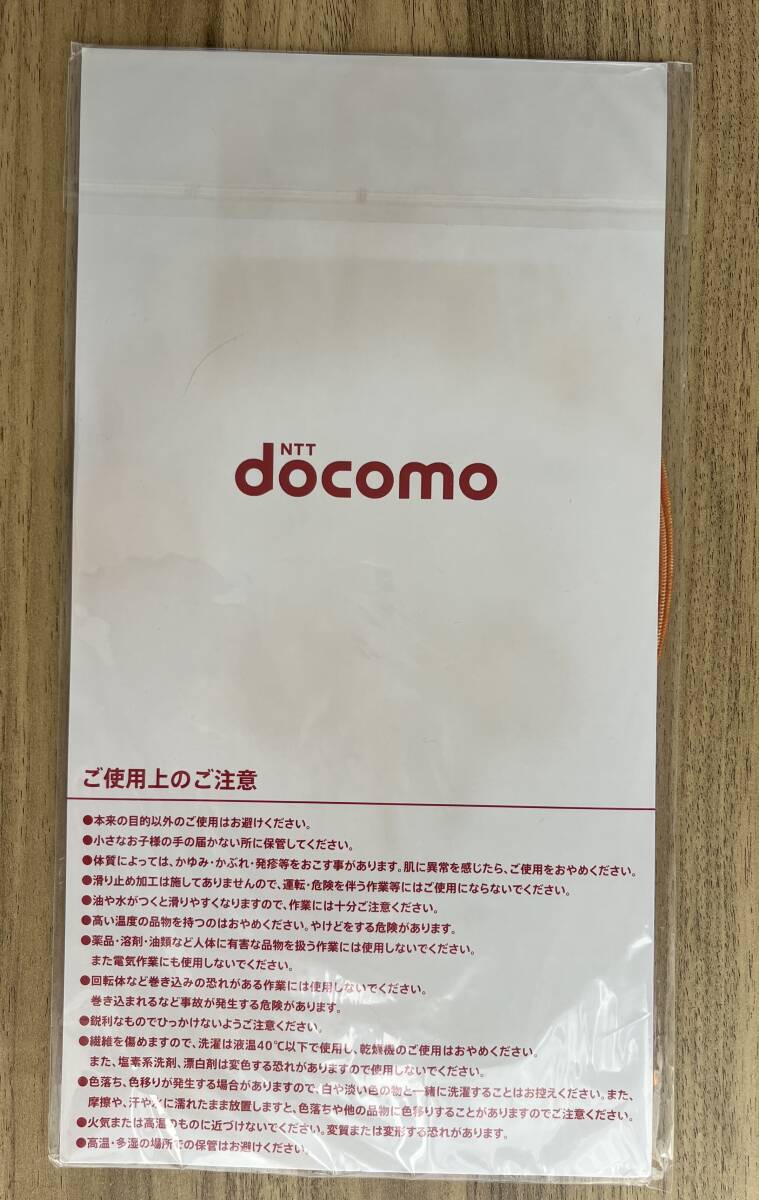 NTT
docomo
ご使用上のご注意
●本来の目的以外のご使用はお避けください。
●小さなお子様の手の届かない所に保管してください。
●体質によっては、かゆみ・かぶれ・発疹等をおこす事があります。肌に異常を感じたら、ご使用をおやめください。
●滑り止め加工は施してありませんので、運転・危険を伴う作業等にはご使用にならないでください。
●油や水がつくと滑りやすくなりますので、作業には十分ご注意ください。
●高い温度の品物を持つのはおやめください。やけどをする危険があります。
●薬品・溶剤・油類など人体に有害な品物を扱う作業には使用しないでください。
また電気作業にも使用しないでください。
●回転体など巻き込みの恐れがある作業には使用しないでください。
巻き込まれるなど事故が発生する危険があります。
●鋭利なものでひっかけないようご注意ください。
●繊維を傷めますので、洗濯は液温40℃以下で使用し、乾燥機のご使用はおやめください。
また、塩素系洗剤、漂白剤は変色する恐れがありますので使用しないでください。
●色落ち、色移りが発生する場合がありますので、白や淡い色の物と一緒に洗濯することはお控えください。また、
摩擦や、汗や水に濡れたまま放置しますと、色落ちや他の品物に色移りすることがありますのでご注意ください。
●火気または高温のものに近づけないでください。変質または変形する恐れがあります。
●高温・多湿の場所での保管はお避けください。